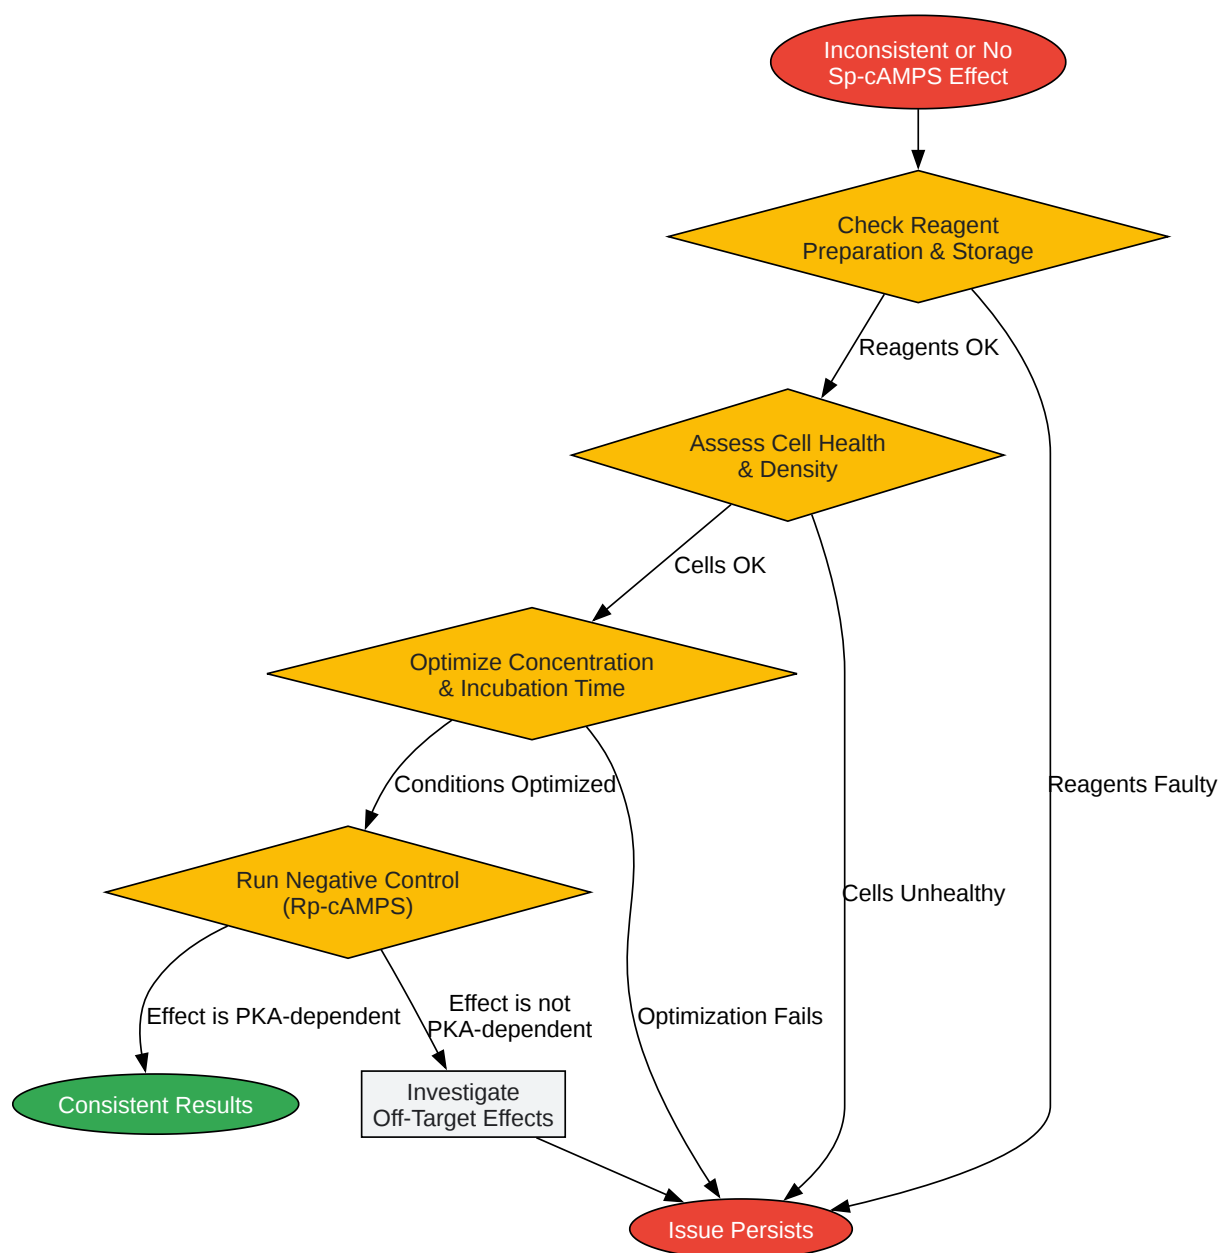 Inconsistent or No
Sp-cAMPS Effect
Check Reagent
Preparation & Storage
Reagents OK
Assess Cell Health
& Density
Cells OK
Optimize Concentration
& Incubation Time
Conditions Optimized
Reagents Faulty
Run Negative Control
(Rp-cAMPS)
Cells Unhealthy
Effect is PKA-dependent
Effect is not
PKA-dependent
Optimization Fails
Consistent Results
Investigate
Off-Target Effects
Issue Persists